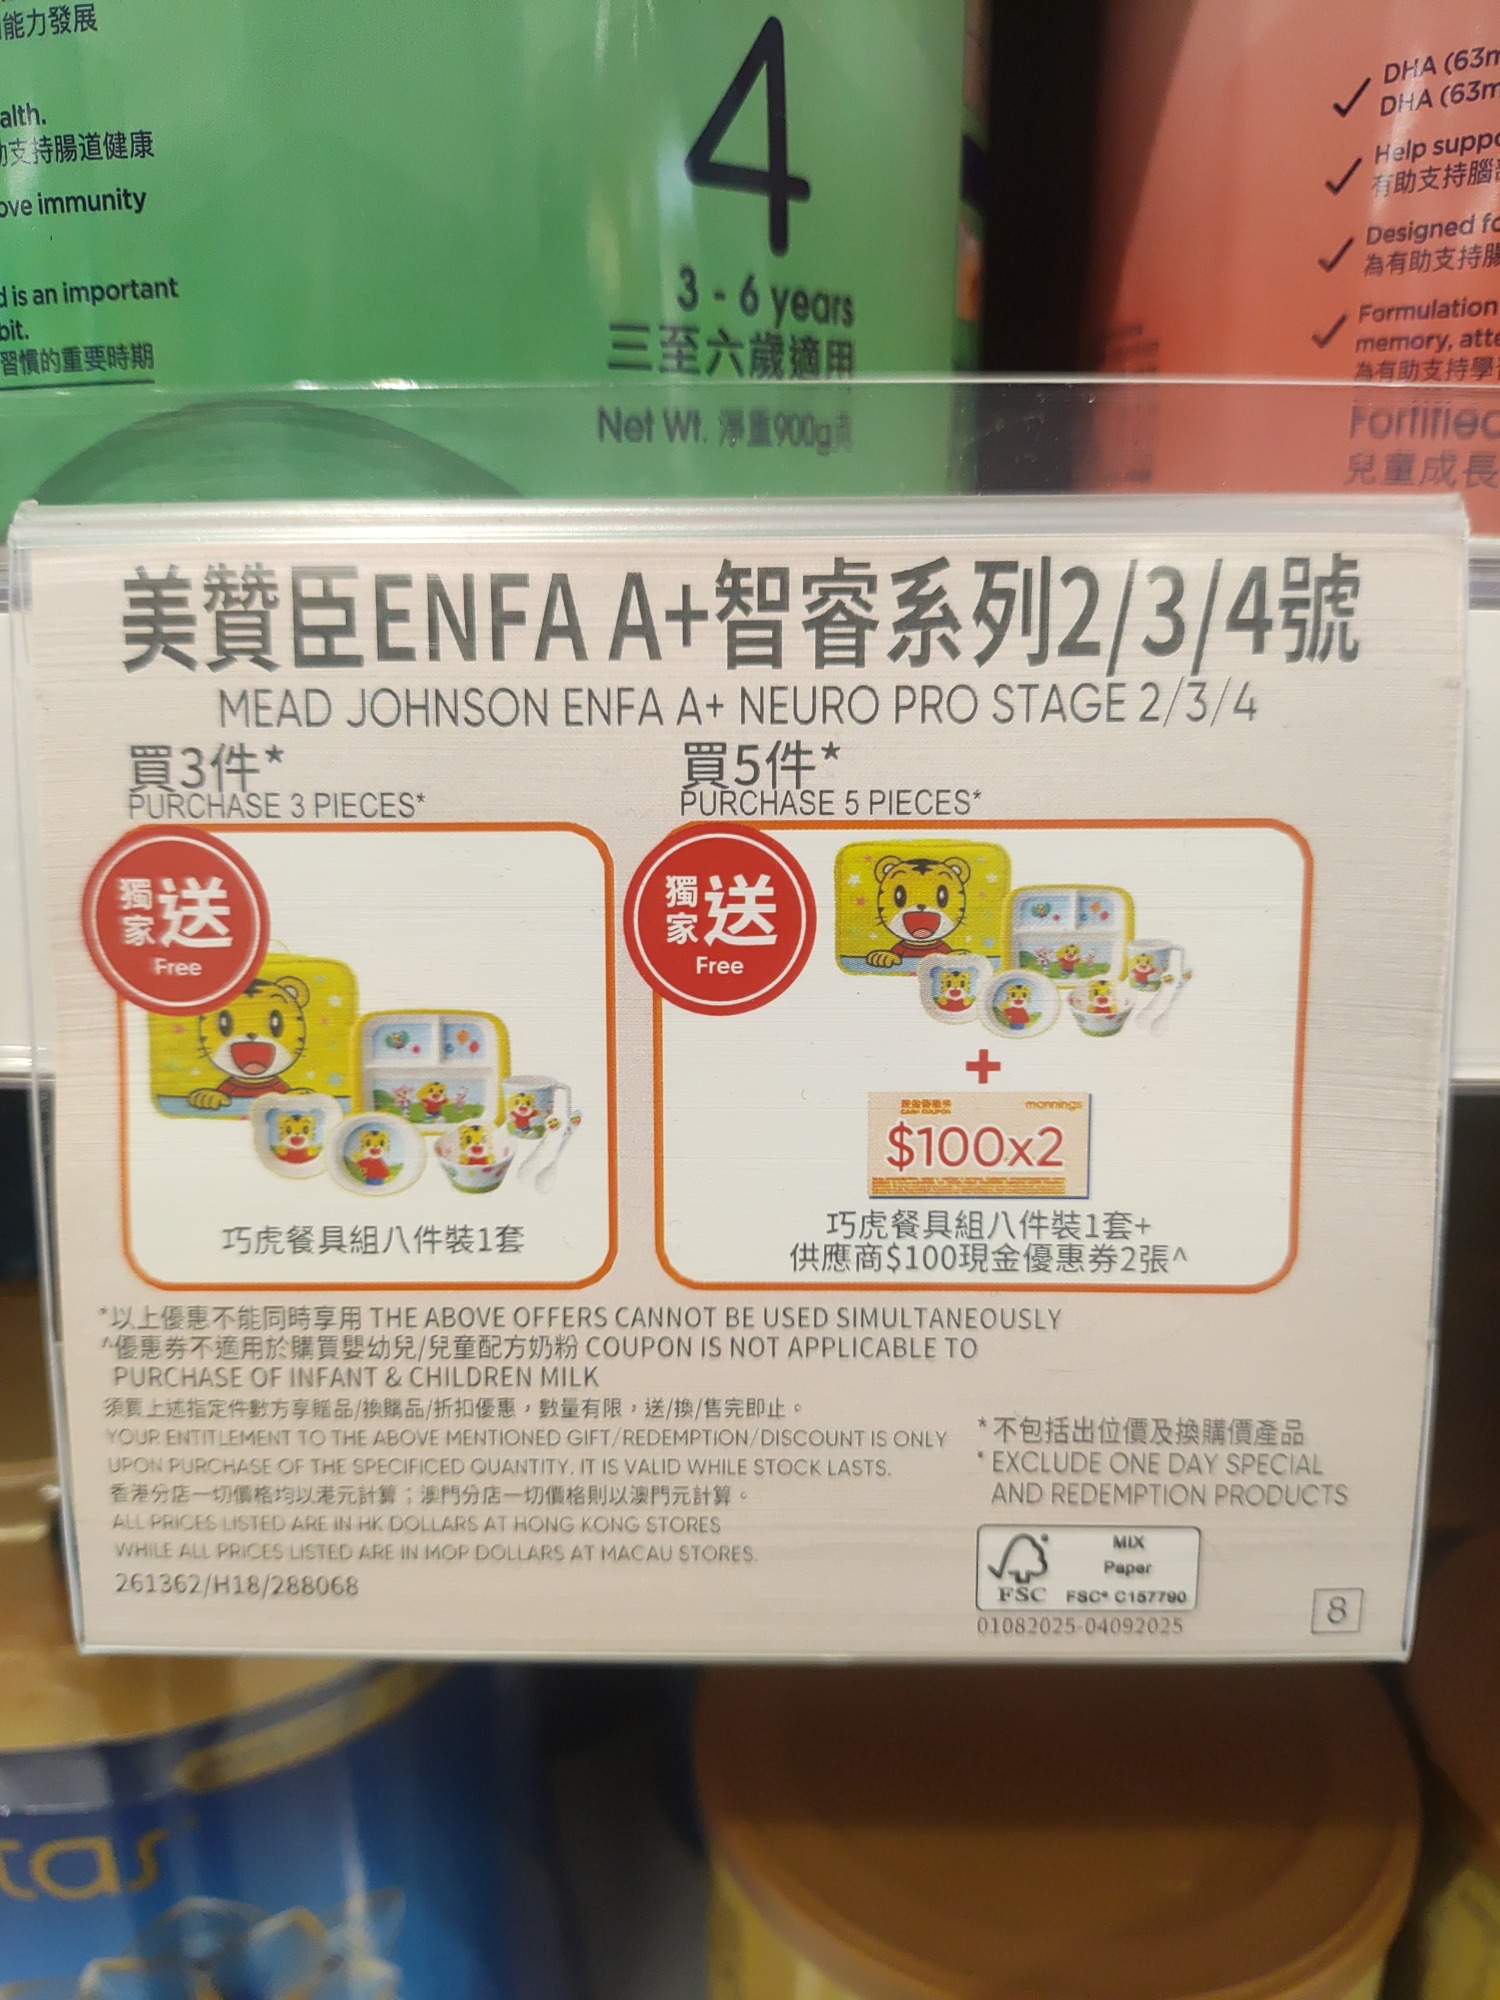 能力發展
alth.
支持腸道健康
ove immunity
d is an important
bit.
習慣的重要時期
4
3 - 6 years
三至六歲適用
Net Wt. 淨重900g克
DHA (63m
DHA (63m
Help suppo
有助支持腦部
Designed fo
為有助支持腸
Formulation
memory, atte
為有助支持學習
Fortified
兒童成長
美贊臣ENFA A+智睿系列2/3/4號
MEAD JOHNSON ENFA A+ NEURO PRO STAGE 2/3/4
買3件*
PURCHASE 3 PIECES*
獨家送
Free
巧虎餐具組八件裝1套
買5件*
PURCHASE 5 PIECES*
獨家送
Free
+
現金優惠券
CASH COUPON
mannings
$100x2
巧虎餐具組八件裝1套+
供應商$100現金優惠券2張^
*以上優惠不能同時享用 THE ABOVE OFFERS CANNOT BE USED SIMULTANEOUSLY
^優惠券不適用於購買嬰幼兒/兒童配方奶粉 COUPON IS NOT APPLICABLE TO
PURCHASE OF INFANT & CHILDREN MILK
須買上述指定件數方享贈品/換購品/折扣優惠，數量有限，送/換/售完即止。
YOUR ENTITLEMENT TO THE ABOVE MENTIONED GIFT/REDEMPTION/DISCOUNT IS ONLY
UPON PURCHASE OF THE SPECIFICED QUANTITY. IT IS VALID WHILE STOCK LASTS.
香港分店一切價格均以港元計算；澳門分店一切價格則以澳門元計算。
ALL PRICES LISTED ARE IN HK DOLLARS AT HONG KONG STORES
WHILE ALL PRICES LISTED ARE IN MOP DOLLARS AT MACAU STORES.
261362/H18/288068
*不包括出位價及換購價產品
*EXCLUDE ONE DAY SPECIAL
AND REDEMPTION PRODUCTS
FSC
MIX
Paper
FSC® C157790
01082025-04092025
8
tas